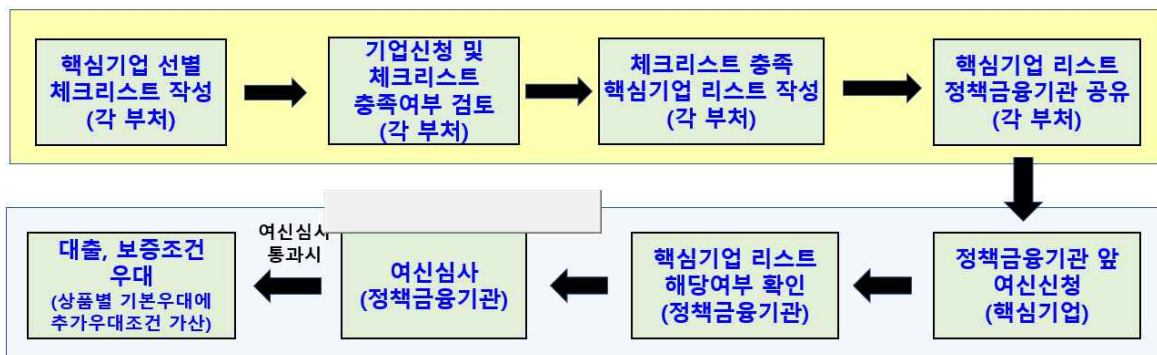 핵심기업 선별
체크리스트 작성
(각 부처)
기업신청 및
체크리스트
충족여부 검토
(각 부처)
체크리스트 충족
핵심기업 리스트 작성
(각 부처)
핵심기업 리스트
정책금융기관 공유
(각 부처)
정책금융기관 앞
여신신청
(핵심기업)
핵심기업 리스트
해당여부 확인
(정책금융기관)
여신심사
(정책금융기관)
여신심사
통과시
대출, 보증조건
우대
(상품별 기본우대에
추가우대조건 가산)